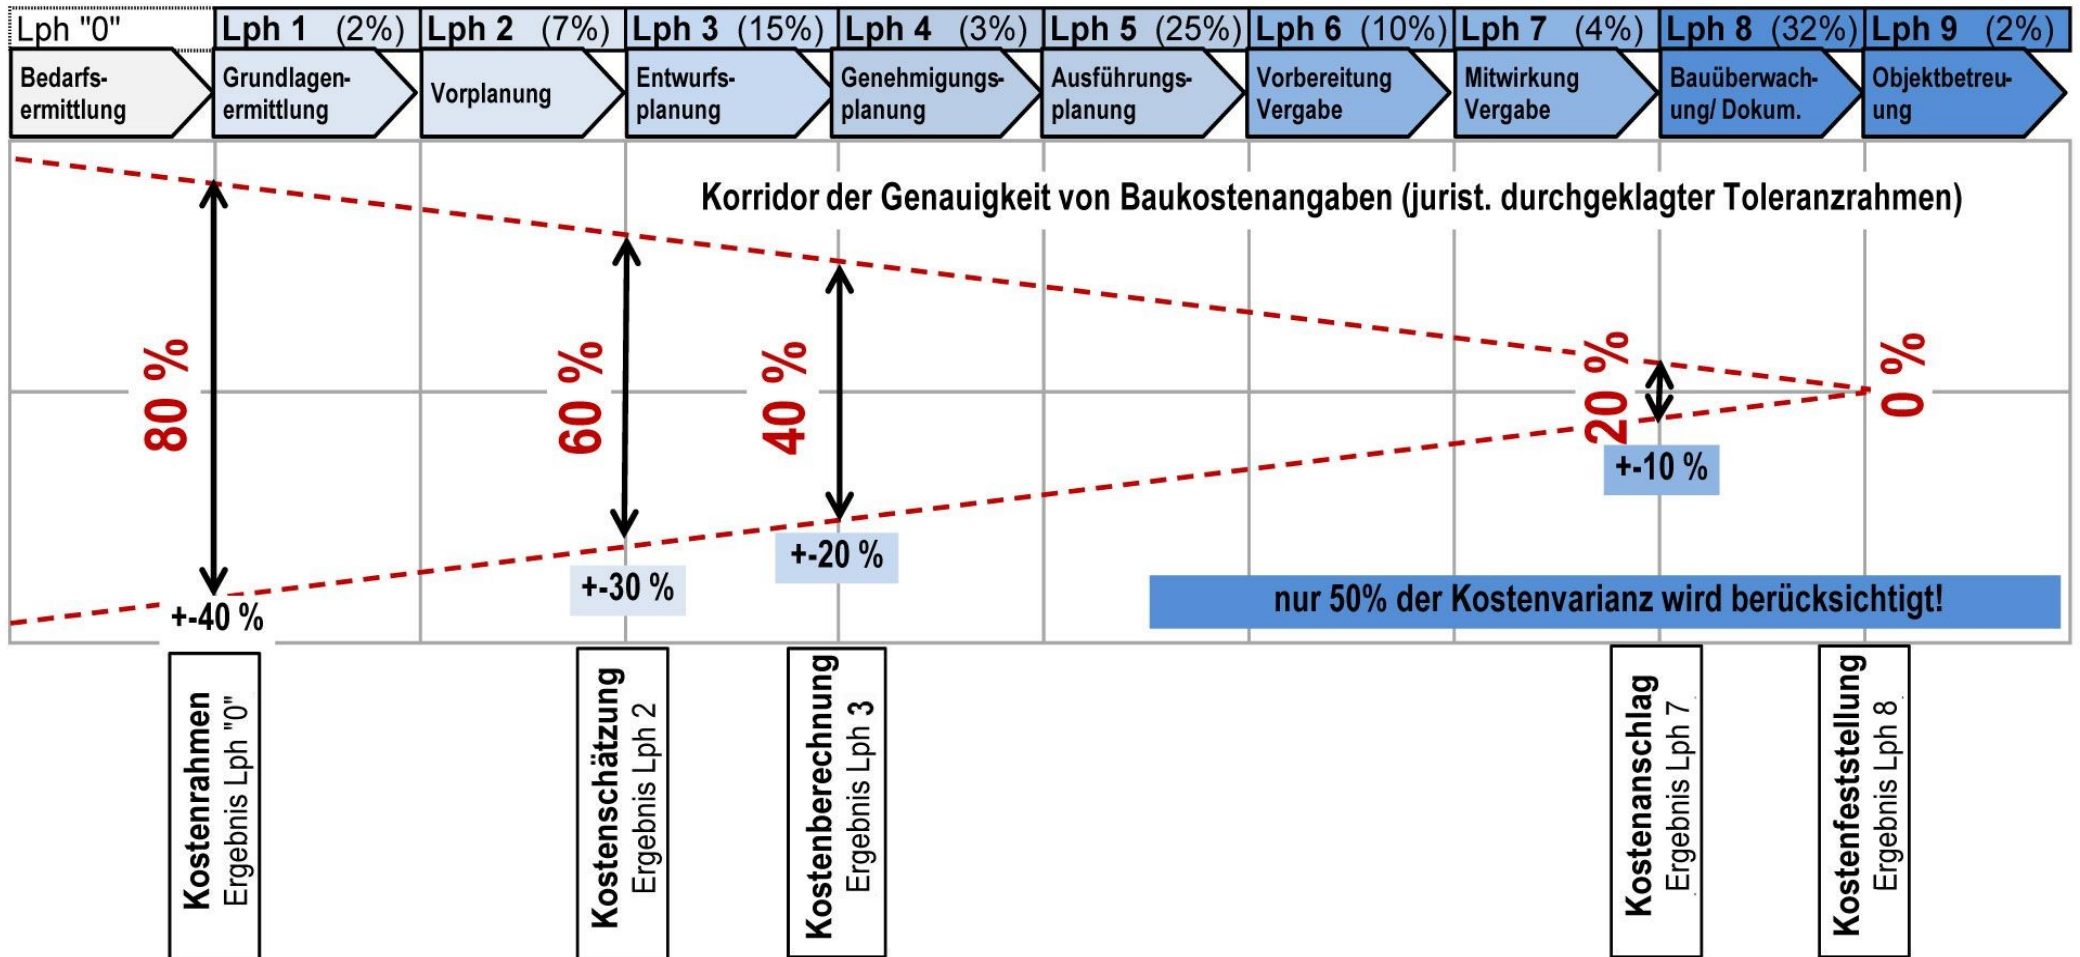 Lph "0"
Lph 1 (2%)
Lph 2 (7%)
Lph 3 (15%)
Lph 4 (3%)
Lph 5 (25%)
Lph 6 (10%)
Lph 7 (4%)
Lph 8 (32%)
Lph 9 (2%)
Bedarfs-
ermittlung
Grundlagen-
ermittlung
Vorplanung
Entwurfs-
planung
Genehmigungs-
planung
Ausführungs-
planung
Vorbereitung
Vergabe
Mitwirkung
Vergabe
Bauüberwach-
ung/ Dokum.
Objektbetreu-
ung
Korridor der Genauigkeit von Baukostenangaben (jurist. durchgeklagter Toleranzrahmen)
80 %
60 %
40 %
20 %
0 %
+-40 %
+-30 %
+-20 %
+-10 %
nur 50% der Kostenvarianz wird berücksichtigt!
Kostenrahmen
Ergebnis Lph "0"
Kostenschätzung
Ergebnis Lph 2
Kostenberechnung
Ergebnis Lph 3
Kostenanschlag
Ergebnis Lph 7
Kostenfeststellung
Ergebnis Lph 8